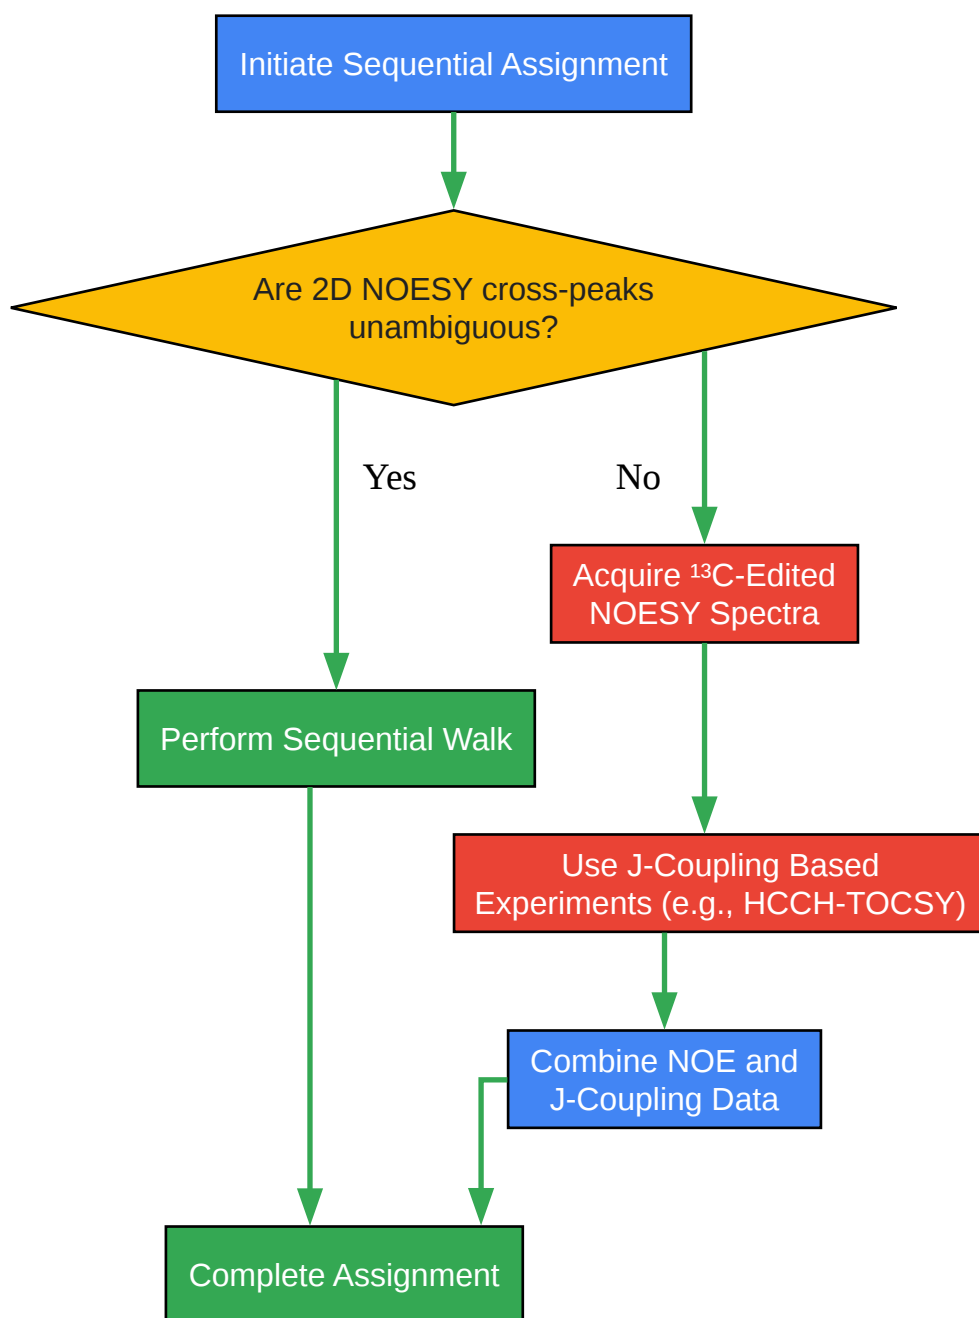 Initiate Sequential Assignment
Are 2D NOESY cross-peaks
unambiguous?
Yes
No
Acquire ¹³C-Edited
NOESY Spectra
Perform Sequential Walk
Use J-Coupling Based
Experiments (e.g., HCCH-TOCSY)
Combine NOE and
J-Coupling Data
Complete Assignment